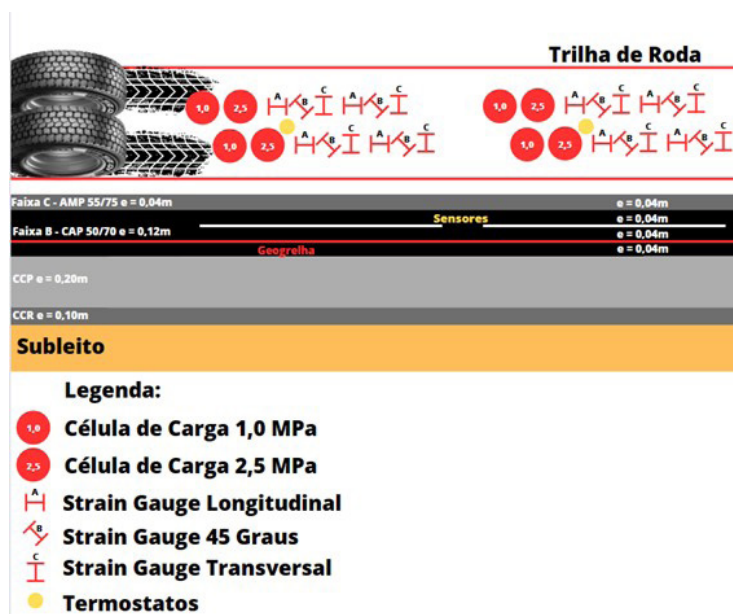 Trilha de Roda
A B C A B C A B C A B C
1,0 2,5 1,0 2,5
C C C C
1,0 2,5 A B A B 1,0 2,5 A B A B
Faixa C - AMP 55/75 e = 0,04m e = 0,04m
Sensores e = 0,04m
Faixa B - CAP 50/70 e = 0,12m e = 0,04m
Geogrelha e = 0,04m
CCP e = 0,20m
CCR e = 0,10m
Subleito
Legenda:
1,0 Célula de Carga 1,0 MPa
2,5 Célula de Carga 2,5 MPa
A Strain Gauge Longitudinal
B Strain Gauge 45 Graus
C Strain Gauge Transversal
Termostatos